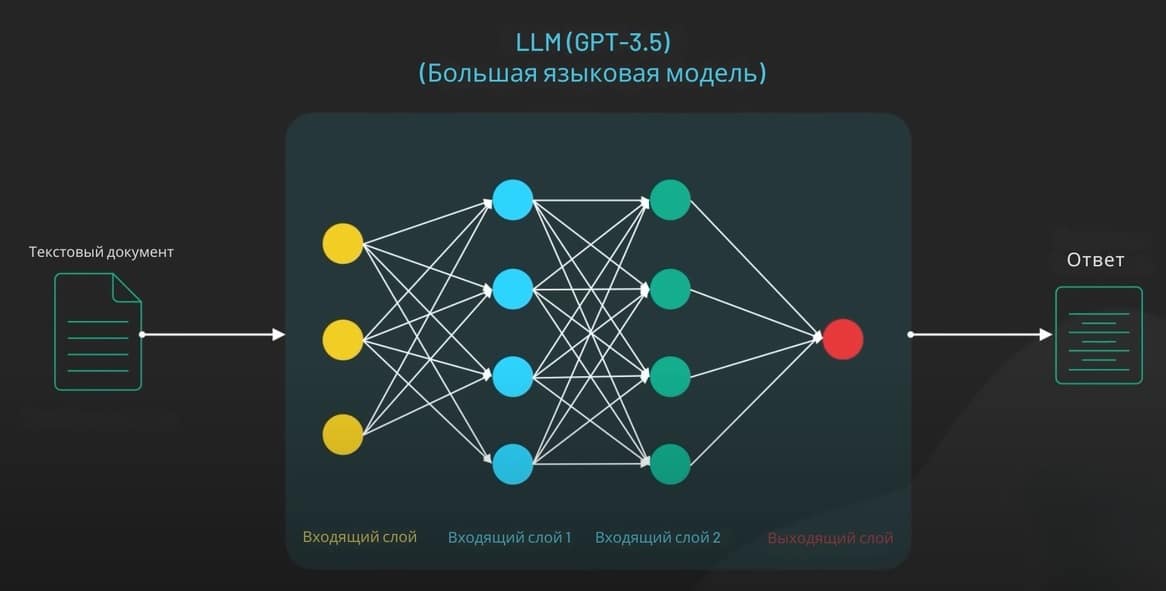 LLM (GPT-3.5)
(Большая языковая модель)
Текстовый документ
Ответ
Входящий слой
Входящий слой 1
Входящий слой 2
Выходящий слой